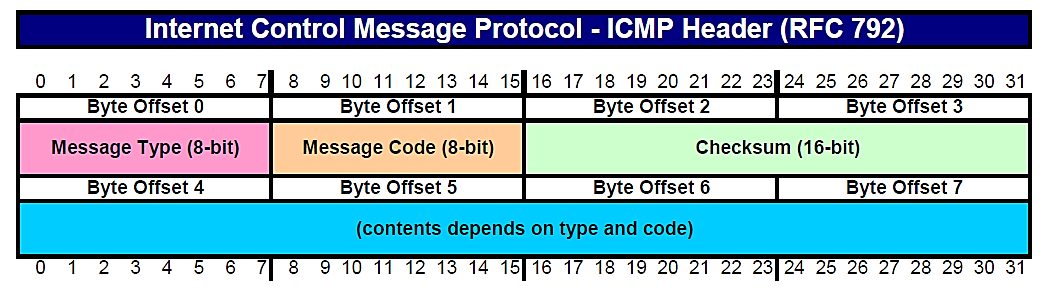 Internet Control Message Protocol - ICMP Header (RFC 792)
0 1 2 3 4 5 6 7 8 9 10 11 12 13 14 15 16 17 18 19 20 21 22 23 24 25 26 27 28 29 30 31
Byte Offset 0 Byte Offset 1 Byte Offset 2 Byte Offset 3
Message Type (8-bit) Message Code (8-bit) Checksum (16-bit)
Byte Offset 4 Byte Offset 5 Byte Offset 6 Byte Offset 7
(contents depends on type and code)
0 1 2 3 4 5 6 7 8 9 10 11 12 13 14 15 16 17 18 19 20 21 22 23 24 25 26 27 28 29 30 31